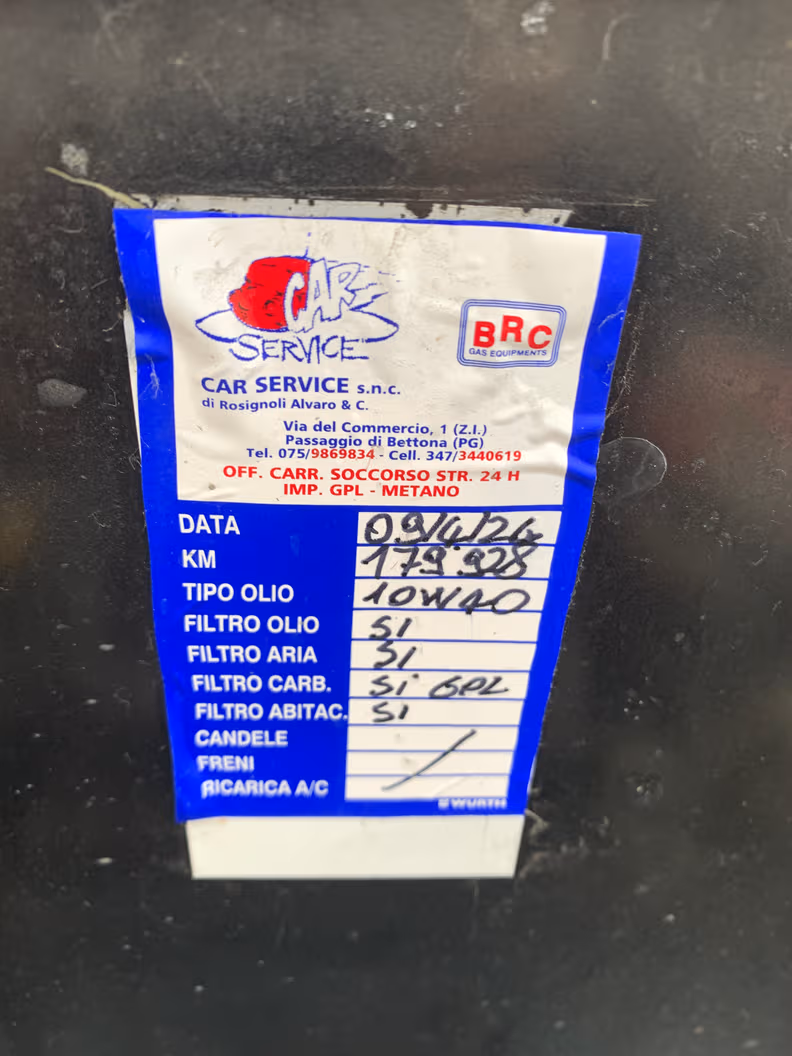 CAR
SERVICE
BRC
GAS EQUIPMENTS
CAR SERVICE s.n.c.
di Rosignoli Alvaro & C.
Via del Commercio, 1 (Z.I.)
Passaggio di Bettona (PG)
Tel. 075/9869834 - Cell. 347/3440619
OFF. CARR. SOCCORSO STR. 24 H
IMP. GPL - METANO
DATA 09/4/24
KM 179.928
TIPO OLIO 10W40
FILTRO OLIO SI
FILTRO ARIA SI
FILTRO CARB. Si GPL
FILTRO ABITAC. SI
CANDELE /
FRENI
RICARICA A/C
WÜRTH